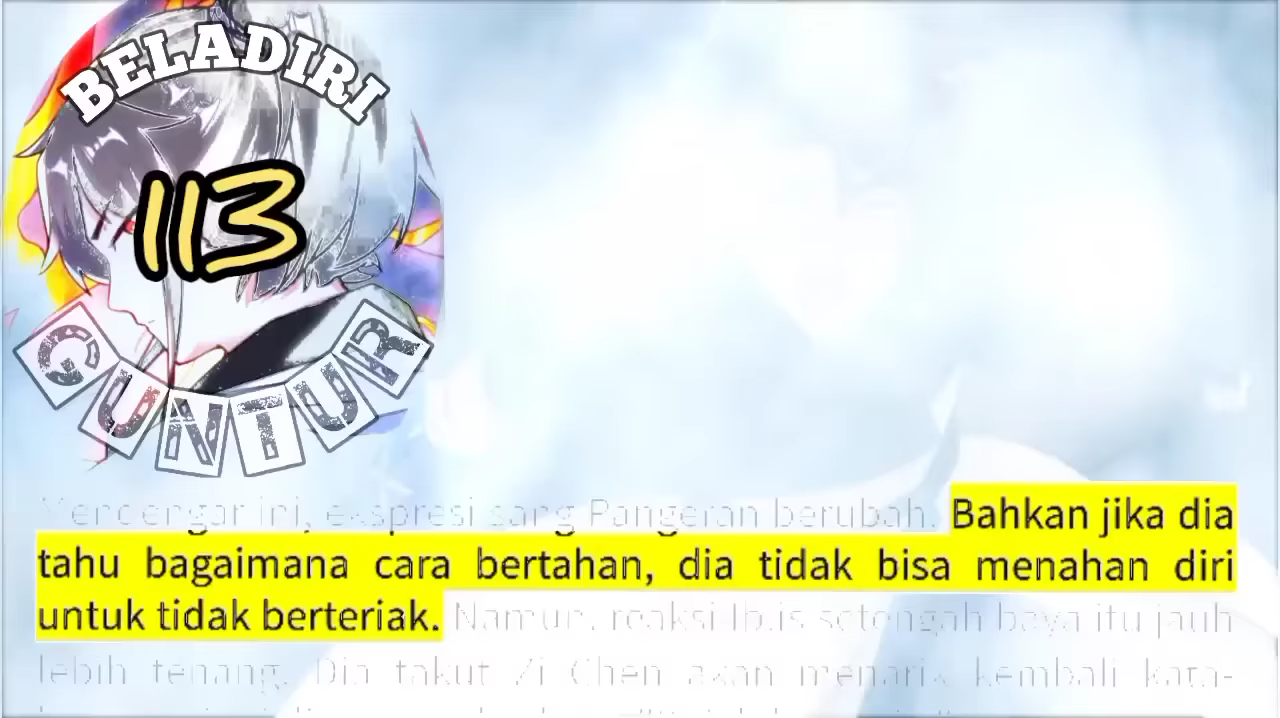 BELADIRI
113
GUNTUR
Mendengar ini, ekspresi sang Pangeran berubah. Bahkan jika dia
tahu bagaimana cara bertahan, dia tidak bisa menahan diri
untuk tidak berteriak. Namun, reaksi Iblis setengah baya itu jauh
lebih tenang. Dia takut Zi Chen akan menarik kembali kata-